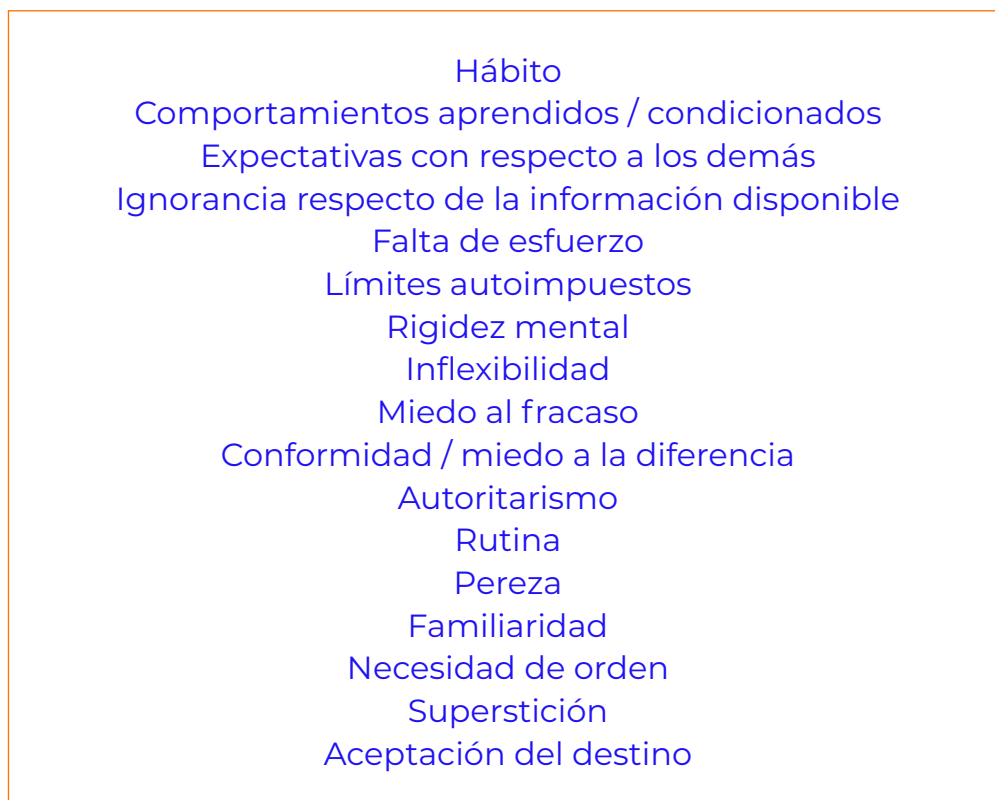 Hábito
Comportamientos aprendidos / condicionados
Expectativas con respecto a los demás
Ignorancia respecto de la información disponible
Falta de esfuerzo
Límites autoimpuestos
Rigidez mental
Inflexibilidad
Miedo al fracaso
Conformidad / miedo a la diferencia
Autoritarismo
Rutina
Pereza
Familiaridad
Necesidad de orden
Superstición
Aceptación del destino